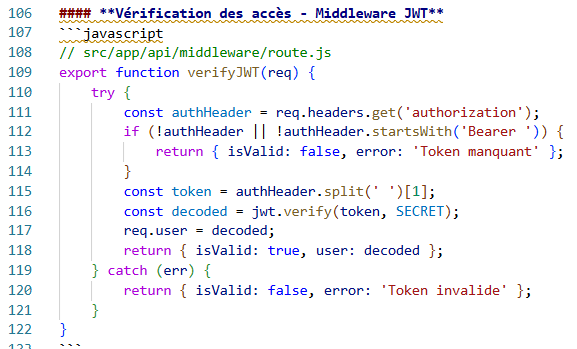 106 #### **Vérification des accès - Middleware JWT**
107 ```javascript
108 // src/app/api/middleware/route.js
109 export function verifyJWT(req) {
110     try {
111         const authHeader = req.headers.get('authorization');
112         if (!authHeader || !authHeader.startsWith('Bearer ')) {
113             return { isValid: false, error: 'Token manquant' };
114         }
115         const token = authHeader.split(' ')[1];
116         const decoded = jwt.verify(token, SECRET);
117         req.user = decoded;
118         return { isValid: true, user: decoded };
119     } catch (err) {
120         return { isValid: false, error: 'Token invalide' };
121     }
122 }
```